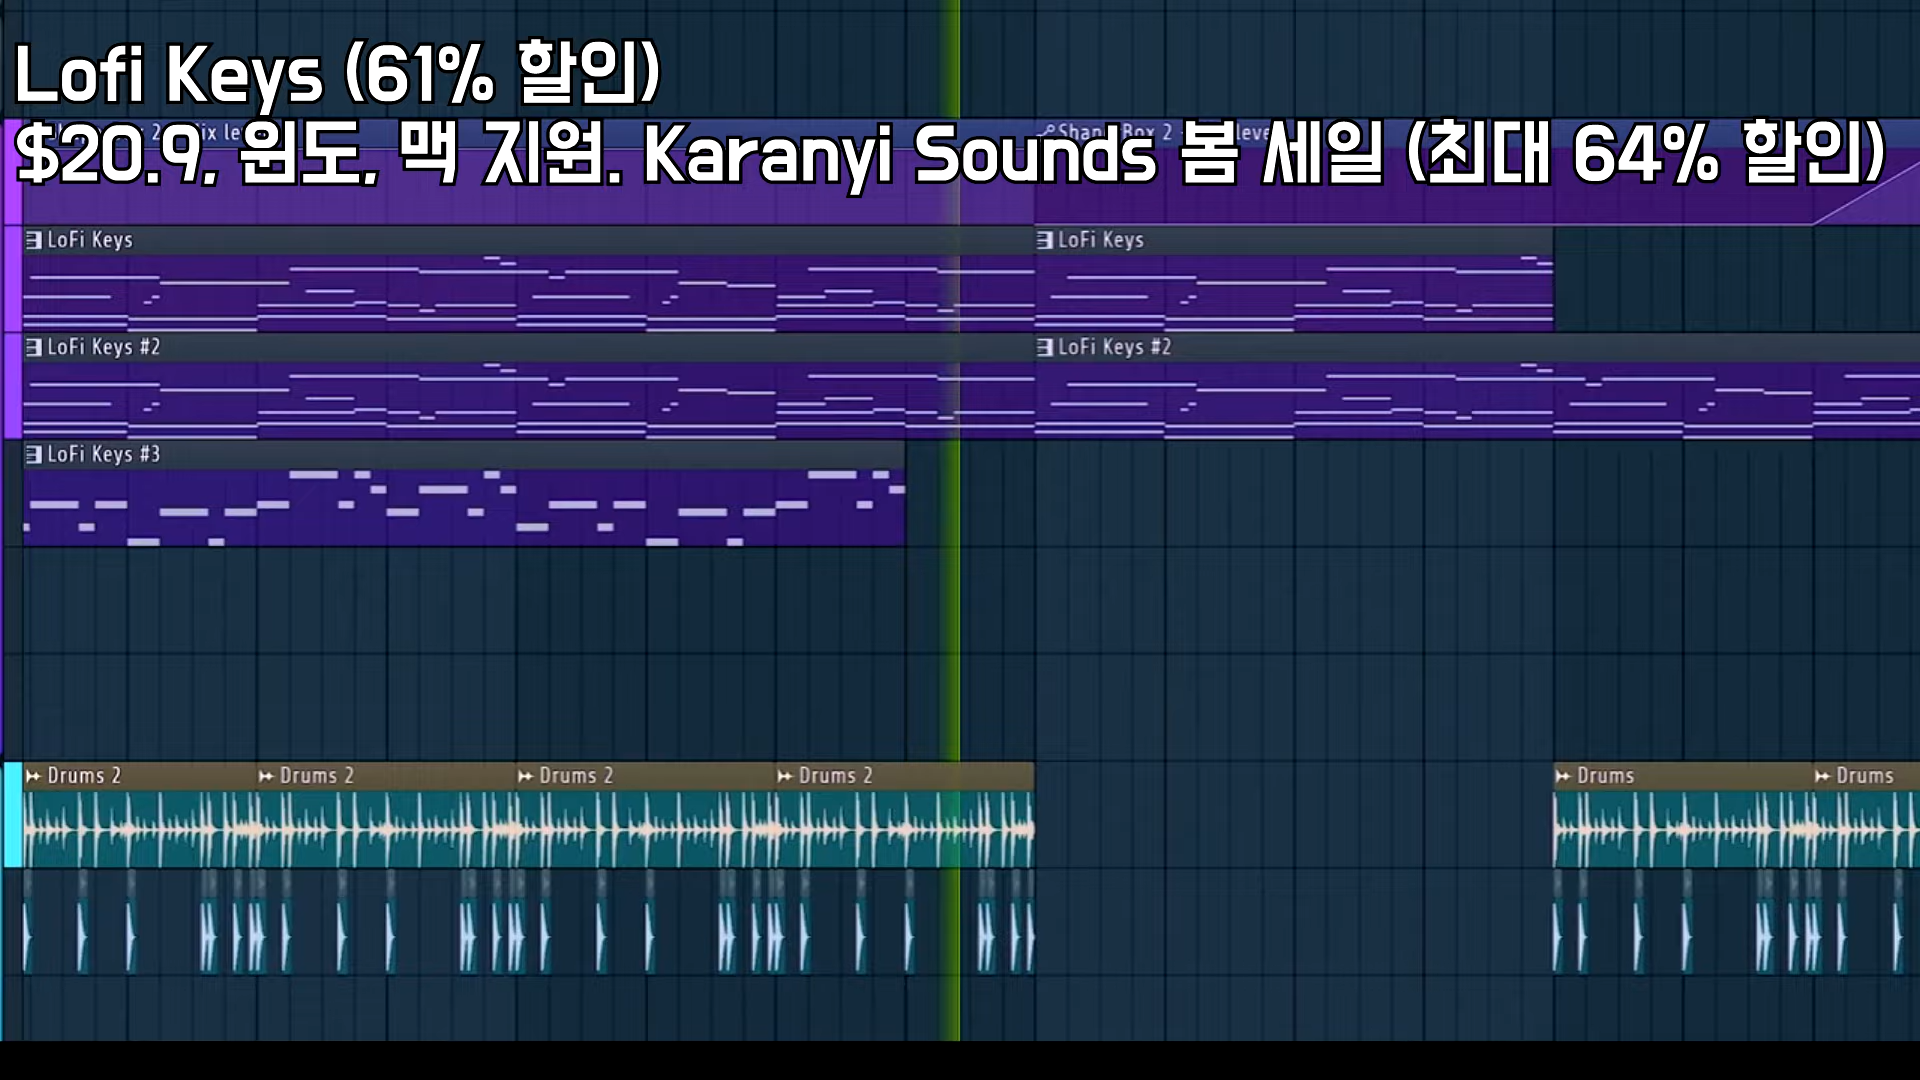 Lofi Keys (61% 할인)
$20.9, 윈도, 맥 지원. Karanyi Sounds 봄 세일 (최대 64% 할인)
LoFi Keys
LoFi Keys
LoFi Keys #2
LoFi Keys #2
LoFi Keys #3
Drums 2
Drums 2
Drums 2
Drums 2
Drums
Drums